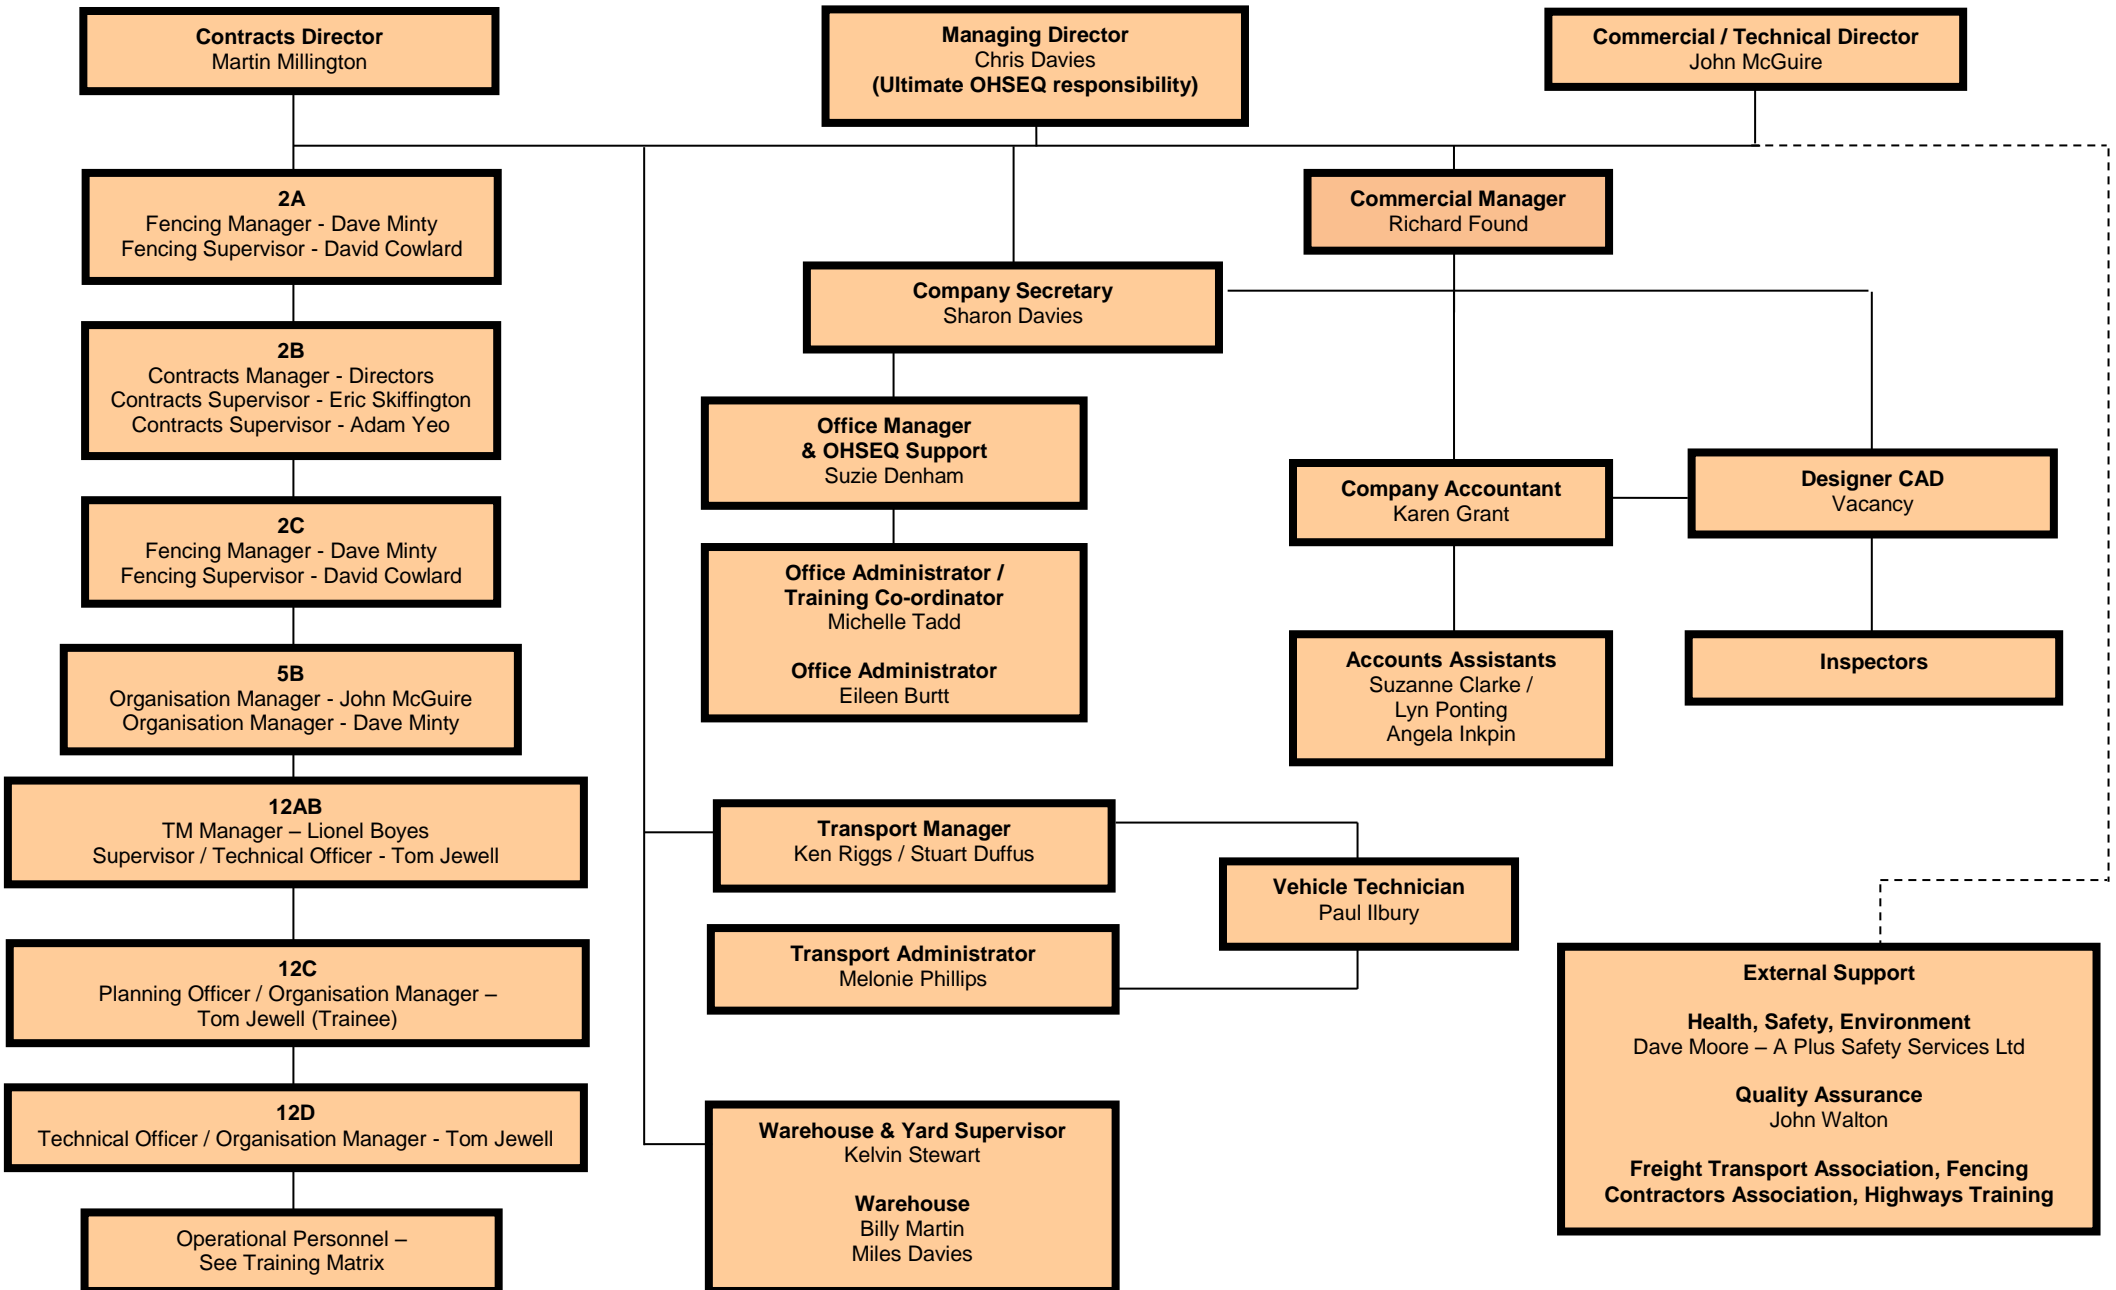 Contracts Director
Martin Millington
Managing Director
Chris Davies
(Ultimate OHSEQ responsibility)
Commercial / Technical Director
John McGuire
2A
Fencing Manager - Dave Minty
Fencing Supervisor - David Cowlard
2B
Contracts Manager - Directors
Contracts Supervisor - Eric Skiffington
Contracts Supervisor - Adam Yeo
2C
Fencing Manager - Dave Minty
Fencing Supervisor - David Cowlard
5B
Organisation Manager - John McGuire
Organisation Manager - Dave Minty
12AB
TM Manager – Lionel Boyes
Supervisor / Technical Officer - Tom Jewell
12C
Planning Officer / Organisation Manager –
Tom Jewell (Trainee)
12D
Technical Officer / Organisation Manager - Tom Jewell
Operational Personnel –
See Training Matrix
Commercial Manager
Richard Found
Company Secretary
Sharon Davies
Office Manager
& OHSEQ Support
Suzie Denham
Office Administrator /
Training Co-ordinator
Michelle Tadd
Office Administrator
Eileen Burtt
Company Accountant
Karen Grant
Designer CAD
Vacancy
Accounts Assistants
Suzanne Clarke /
Lyn Ponting
Angela Inkpin
Inspectors
Transport Manager
Ken Riggs / Stuart Duffus
Vehicle Technician
Paul Ilbury
Transport Administrator
Melonie Phillips
Warehouse & Yard Supervisor
Kelvin Stewart
Warehouse
Billy Martin
Miles Davies
External Support
Health, Safety, Environment
Dave Moore – A Plus Safety Services Ltd
Quality Assurance
John Walton
Freight Transport Association, Fencing
Contractors Association, Highways Training